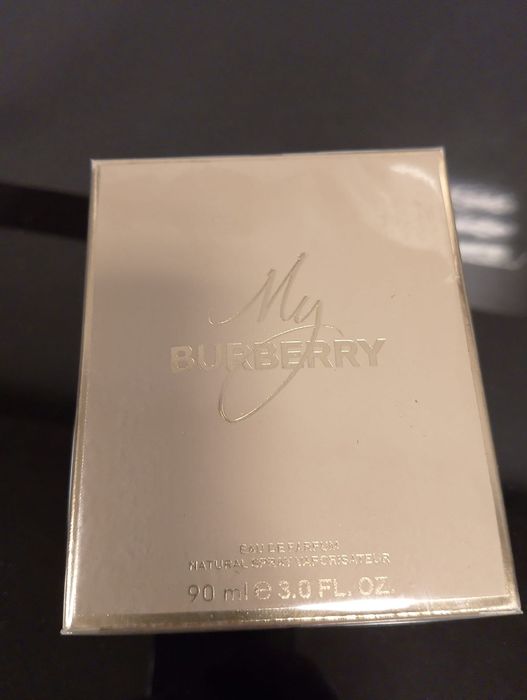 My
BURBERRY
EAU DE PARFUM
NATURAL SPRAY VAPORISATEUR
90 ml ℮ 3.0 FL. OZ.